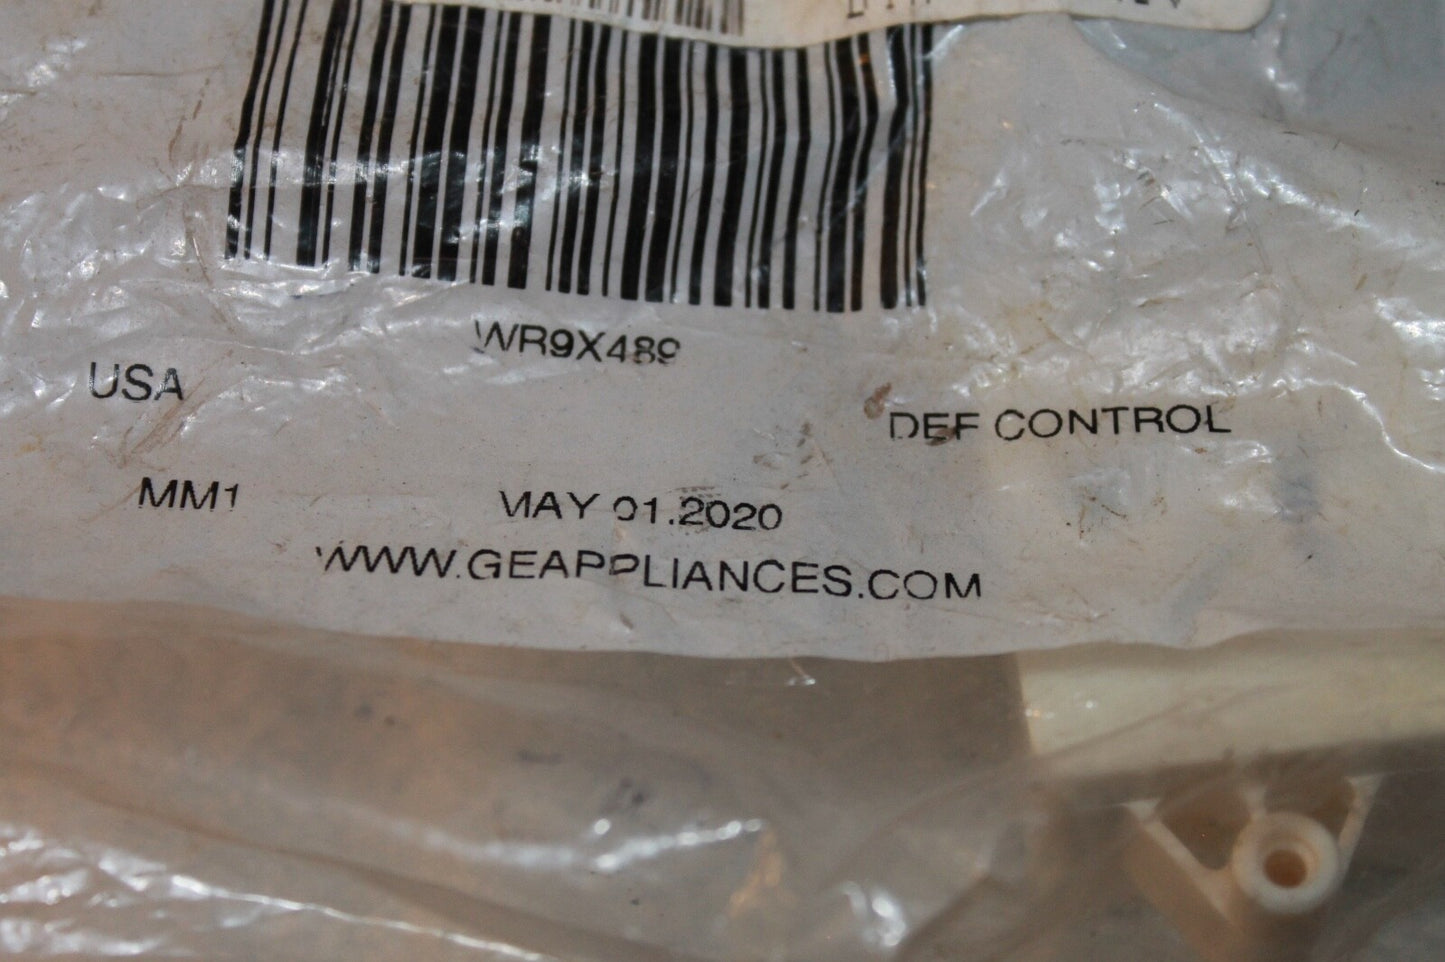 WR9X489
USA
DEF CONTROL
MM1 MAY 01.2020
WWW.GEAPPLIANCES.COM